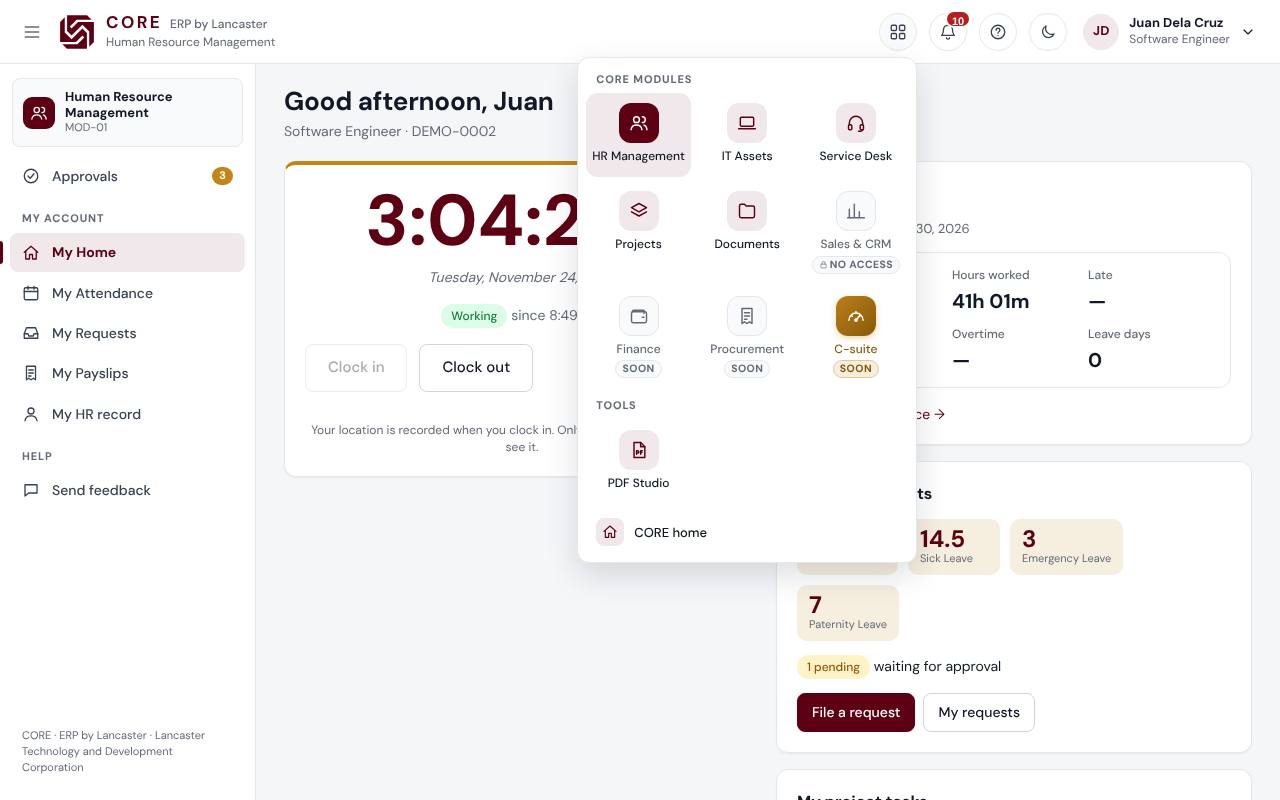 CORE ERP by Lancaster
Human Resource Management
10
JD
Juan Dela Cruz
Software Engineer
Human Resource
Management
MOD-01
Approvals
3
MY ACCOUNT
My Home
My Attendance
My Requests
My Payslips
My HR record
HELP
Send feedback
CORE · ERP by Lancaster · Lancaster
Technology and Development
Corporation
Good afternoon, Juan
Software Engineer · DEMO-0002
3:04:2
Tuesday, November 24,
Working since 8:49
Clock in
Clock out
Your location is recorded when you clock in.
see it.
CORE MODULES
HR Management
IT Assets
Service Desk
Projects
Documents
Sales & CRM
NO ACCESS
Finance
SOON
Procurement
SOON
C-suite
SOON
TOOLS
PDF Studio
CORE home
30, 2026
Hours worked
41h 01m
Late
—
Overtime
—
Leave days
0
14.5
Sick Leave
3
Emergency Leave
7
Paternity Leave
1 pending waiting for approval
File a request
My requests
My project tasks